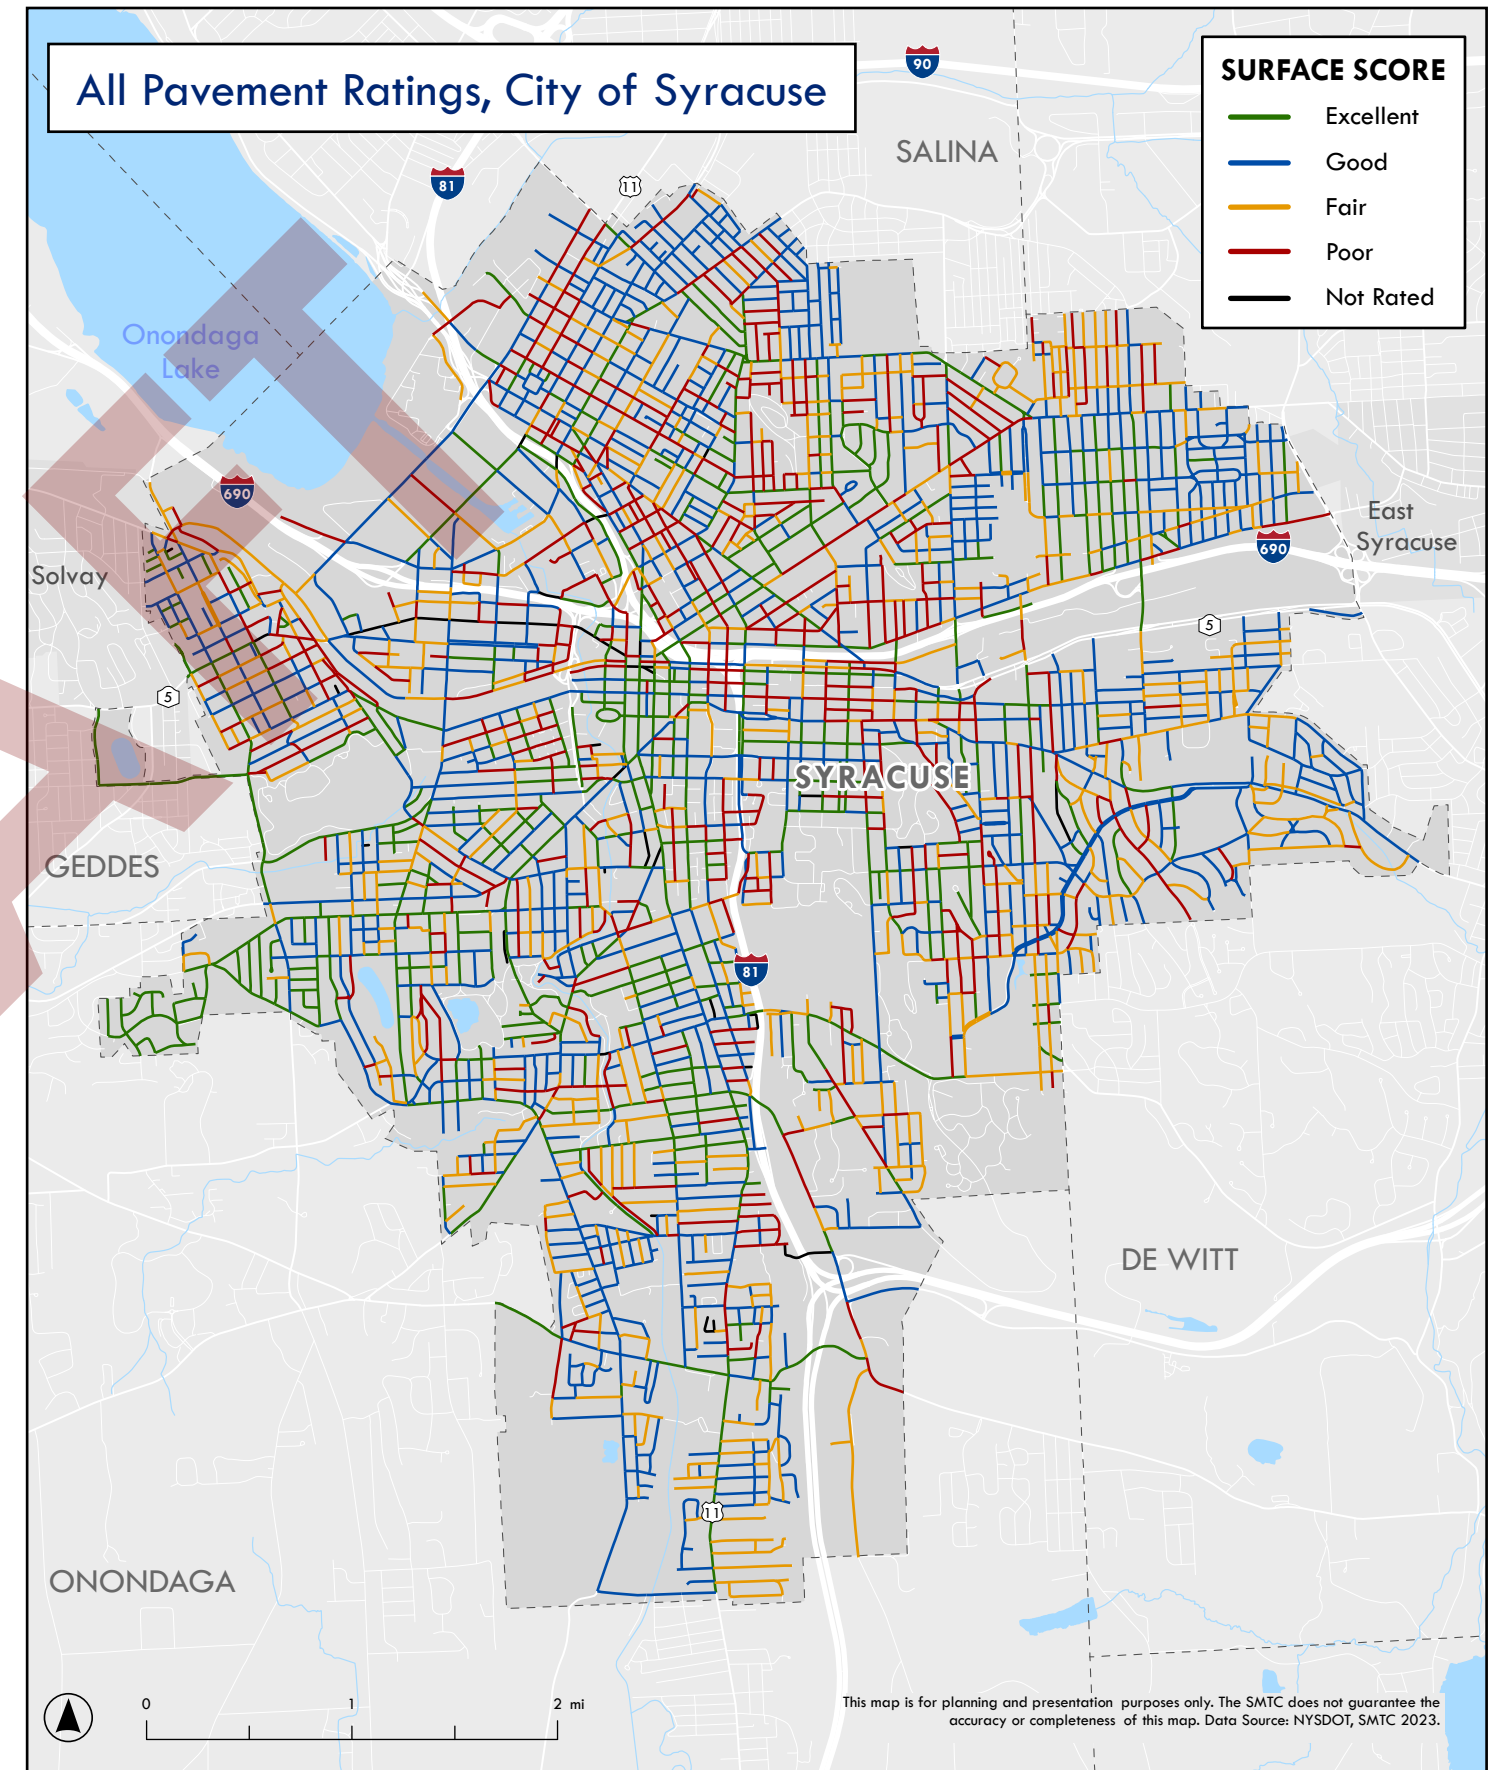 All Pavement Ratings, City of Syracuse
SURFACE SCORE
Excellent
Good
Fair
Poor
Not Rated
90
SALINA
81
11
Onondaga
Lake
690
East
Syracuse
690
Solvay
5
5
SYRACUSE
GEDDES
81
DE WITT
11
ONONDAGA
0 1 2 mi
This map is for planning and presentation purposes only. The SMTC does not guarantee the
accuracy or completeness of this map. Data Source: NYSDOT, SMTC 2023.